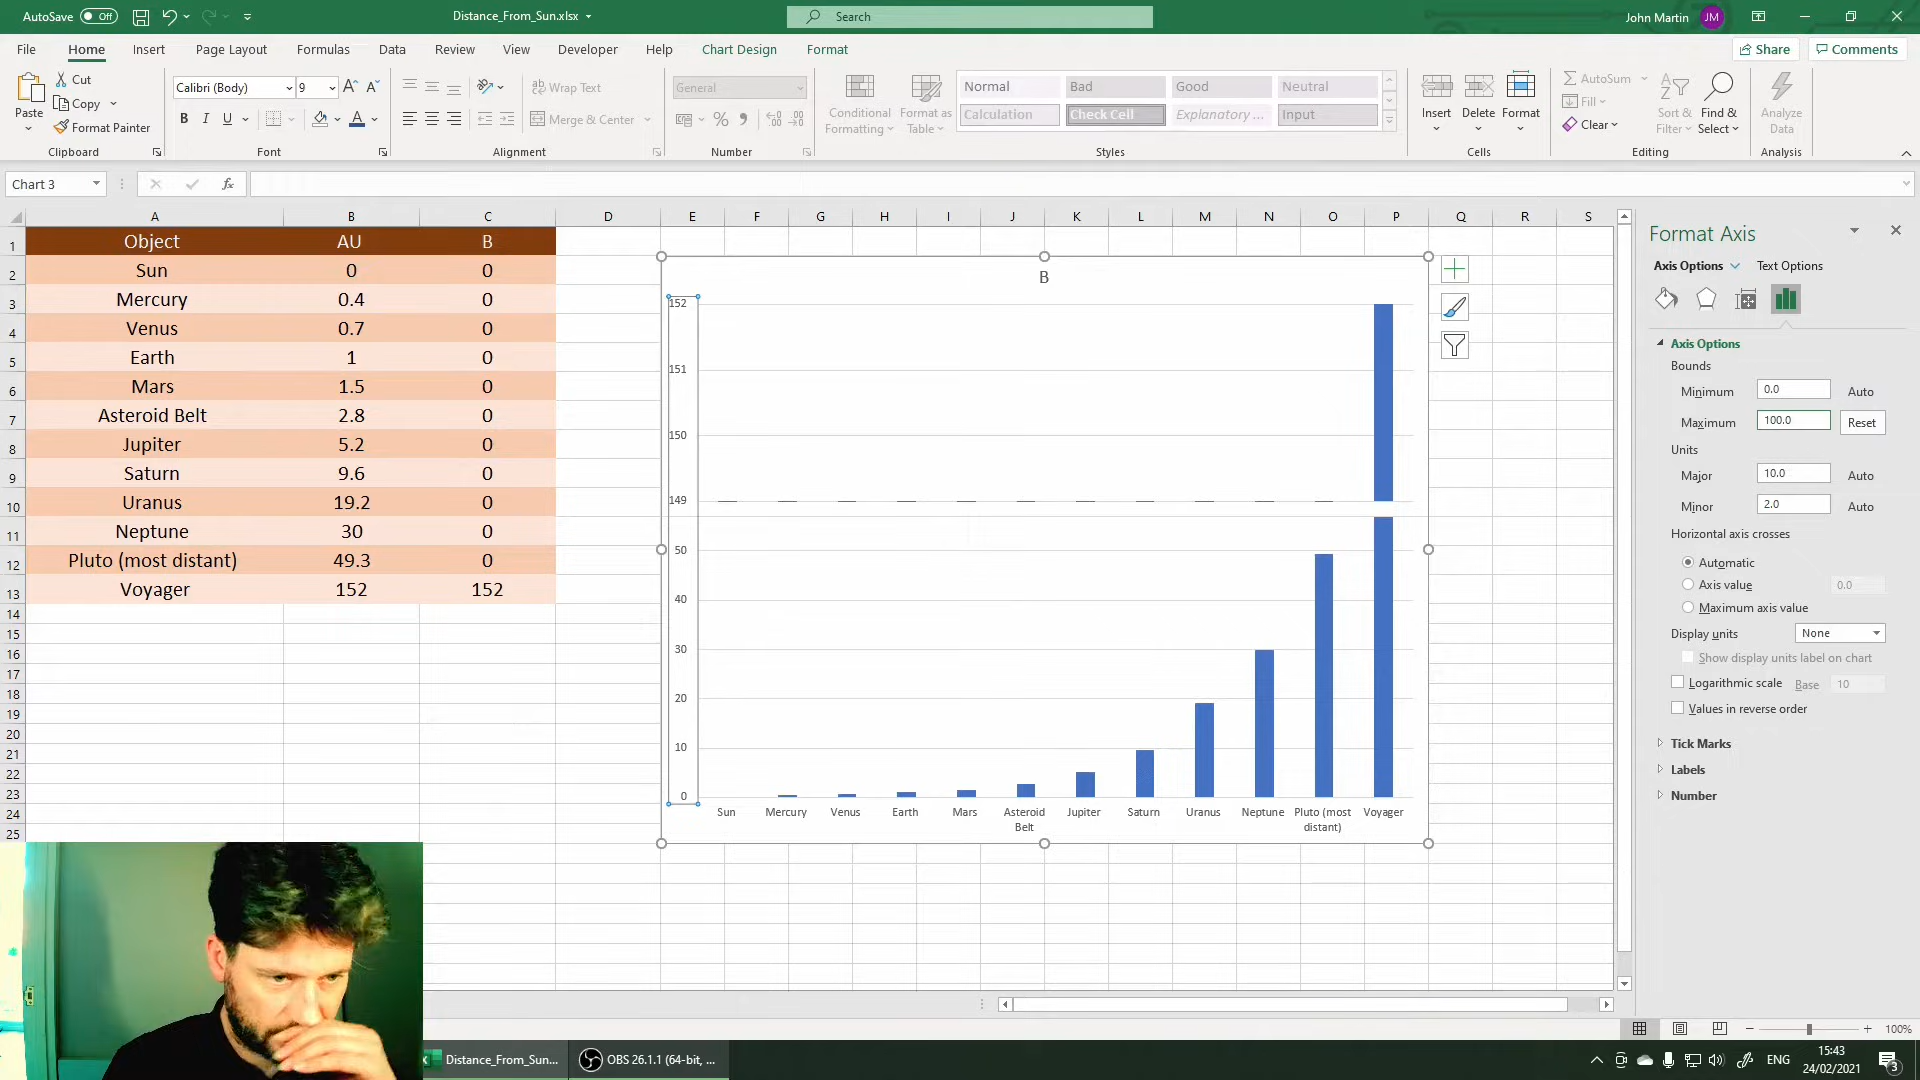 AutoSave Off Distance_From_Sun.xlsx Search John Martin JM
File Home Insert Page Layout Formulas Data Review View Developer Help Chart Design Format Share Comments
Cut
Copy
Format Painter
Paste
Clipboard
Calibri (Body) 9
B I U
Font
Wrap Text
Merge & Center
Alignment
General
Number
Conditional Formatting
Format as Table
Normal Bad Good Neutral
Calculation Check Cell Explanatory ... Input
Styles
Insert Delete Format
Cells
AutoSum
Fill
Clear
Sort & Filter
Find & Select
Editing
Analyze Data
Analysis
Chart 3 fx
A B C D E F G H I J K L M N O P Q R S
1 Object AU B
2 Sun 0 0
3 Mercury 0.4 0
4 Venus 0.7 0
5 Earth 1 0
6 Mars 1.5 0
7 Asteroid Belt 2.8 0
8 Jupiter 5.2 0
9 Saturn 9.6 0
10 Uranus 19.2 0
11 Neptune 30 0
12 Pluto (most distant) 49.3 0
13 Voyager 152 152
14
15
16
17
18
19
20
21
22
23
24
25
B
152
151
150
149
50
40
30
20
10
0
Sun Mercury Venus Earth Mars Asteroid Belt Jupiter Saturn Uranus Neptune Pluto (most distant) Voyager
Format Axis
Axis Options Text Options
Axis Options
Bounds
Minimum 0.0 Auto
Maximum 100.0 Reset
Units
Major 10.0 Auto
Minor 2.0 Auto
Horizontal axis crosses
Automatic
Axis value 0.0
Maximum axis value
Display units None
Show display units label on chart
Logarithmic scale Base 10
Values in reverse order
Tick Marks
Labels
Number
100%
Distance_From_Sun... OBS 26.1.1 (64-bit, ...
ENG
15:43
24/02/2021
3